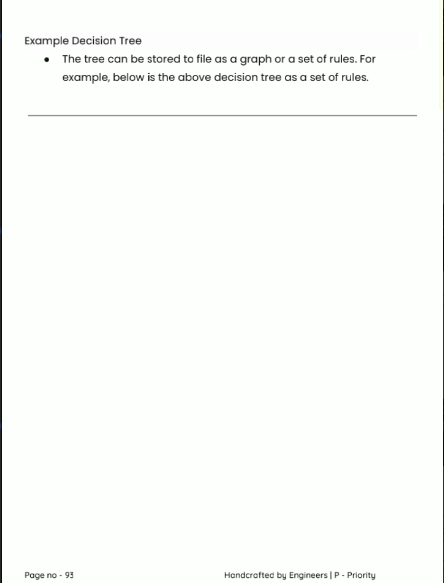 Example Decision Tree
● The tree can be stored to file as a graph or a set of rules. For
example, below is the above decision tree as a set of rules.
Page no - 93 Handcrafted by Engineers | P - Priority